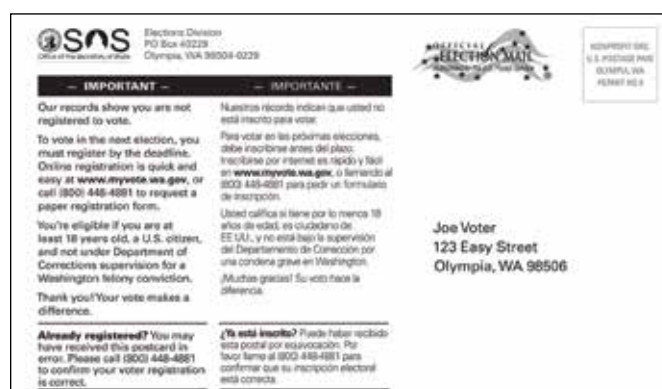 SOS
Office of the Secretary of State
Elections Division
PO Box 40229
Olympia, WA 98504-0229
OFFICIAL
ELECTION MAIL
NONPROFIT ORG
U.S. POSTAGE PAID
OLYMPIA, WA
— IMPORTANT —
Our records show you are not
registered to vote.
To vote in the next election, you
must register by the deadline.
Online registration is quick and
easy at www.myvote.wa.gov, or
call (800) 448-4881 to request a
paper registration form.
You're eligible if you are at
least 18 years old, a U.S. citizen,
and not under Department of
Corrections supervision for a
Washington felony conviction.
Thank you! Your vote makes a
difference.
Already registered? You may
have received this postcard in
error. Please call (800) 448-4881
to confirm your voter registration
is correct.
— IMPORTANTE —
Nuestros récords indican que usted no
está inscrito para votar.
Para votar en las próximas elecciones,
debe inscribirse antes del plazo.
Inscribirse por internet es rápido y fácil
en www.myvote.wa.gov, o llamando al
(800) 448-4881 para pedir un formulario
de inscripción.
Usted califica si tiene por lo menos 18
años de edad, es ciudadano de
EE.UU., y no está bajo la supervisión
del Departamento de Corrección por
una condena grave en Washington.
¡Muchas gracias! Su voto hace la
diferencia.
¿Ya está inscrito? Puede haber recibido
esta postal por equivocación. Por
favor llame al (800) 448-4881 para
confirmar que su inscripción electoral
está correcta.
Joe Voter
123 Easy Street
Olympia, WA 98506